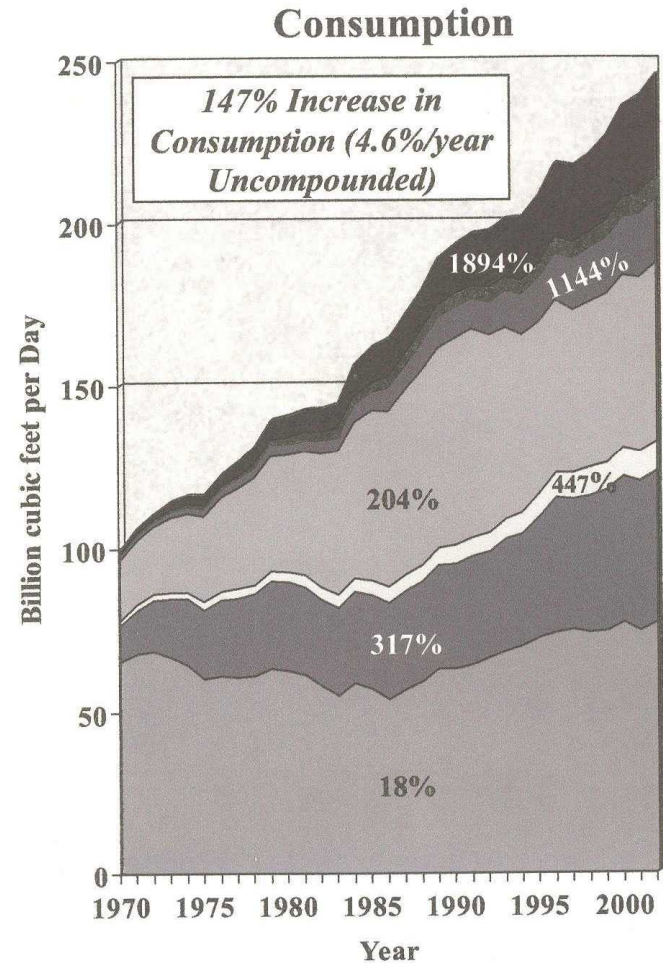 Consumption
147% Increase in
Consumption (4.6%/year
Uncompounded)
Billion cubic feet per Day
250
200
150
100
50
0
1894%
1144%
204%
447%
317%
18%
1970 1975 1980 1985 1990 1995 2000
Year